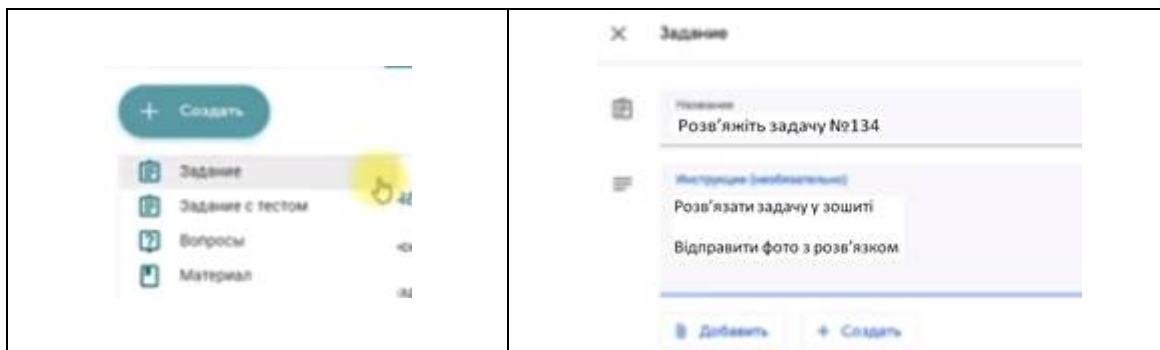 + Создать
Задание
Задание с тестом
Вопросы
Материал
× Задание
Название
Розв'яжіть задачу №134
Инструкции (необязательно)
Розв'язати задачу у зошиті
Відправити фото з розв'язком
Добавить + Создать